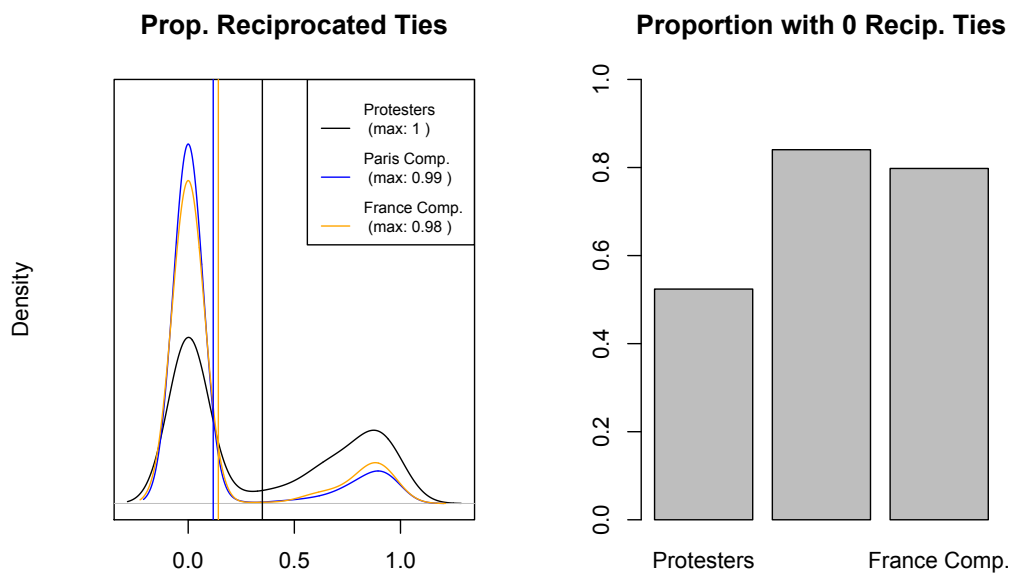 Prop. Reciprocated Ties
Density
Protesters
(max: 1 )
Paris Comp.
(max: 0.99 )
France Comp.
(max: 0.98 )
0.0 0.5 1.0
Proportion with 0 Recip. Ties
1.0
0.8
0.6
0.4
0.2
0.0
Protesters France Comp.